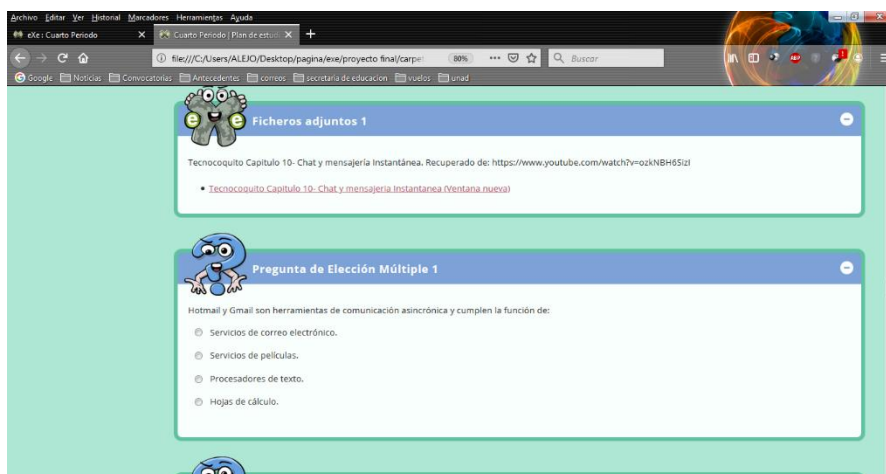 Archivo Editar Ver Historial Marcadores Herramientas Ayuda
eXe : Cuarto Periodo
Cuarto Periodo | Plan de estudi
file:///C:/Users/ALEJO/Desktop/pagina/exe/proyecto final/carpet
80%
Buscar
Google Noticias Convocatorias Antecedentes correos secretaria de educacion vuelos unad
Ficheros adjuntos 1
Tecnocoquito Capitulo 10- Chat y mensajería Instantánea. Recuperado de: https://www.youtube.com/watch?v=ozkNBH6SizI
Tecnocoquito Capitulo 10- Chat y mensajeria Instantanea (Ventana nueva)
Pregunta de Elección Múltiple 1
Hotmail y Gmail son herramientas de comunicación asincrónica y cumplen la función de:
Servicios de correo electrónico.
Servicios de películas.
Procesadores de texto.
Hojas de cálculo.